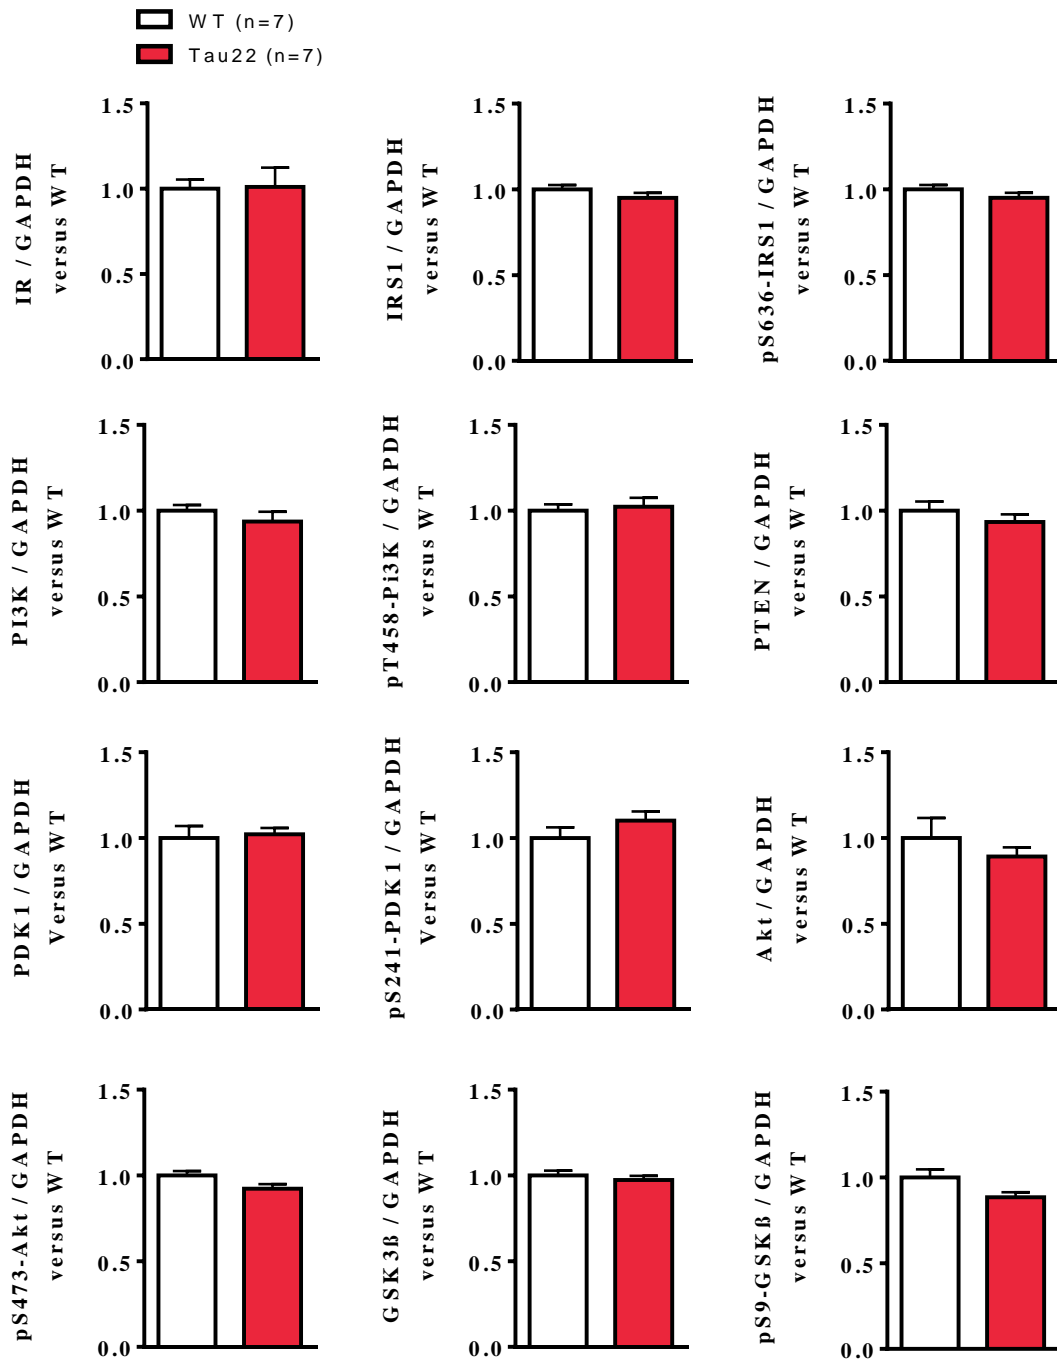 WT (n=7)
Tau22 (n=7)
IR / GAPDH
versus WT
1.5
1.0
0.5
0.0
IRS1 / GAPDH
versus WT
1.5
1.0
0.5
0.0
pS636-IRS1 / GAPDH
versus WT
1.5
1.0
0.5
0.0
PI3K / GAPDH
versus WT
1.5
1.0
0.5
0.0
pT458-Pi3K / GAPDH
versus WT
1.5
1.0
0.5
0.0
PTEN / GAPDH
versus WT
1.5
1.0
0.5
0.0
PDK1 / GAPDH
Versus WT
1.5
1.0
0.5
0.0
pS241-PDK1 / GAPDH
Versus WT
1.5
1.0
0.5
0.0
Akt / GAPDH
versus WT
1.5
1.0
0.5
0.0
pS473-Akt / GAPDH
versus WT
1.5
1.0
0.5
0.0
GSK3ß / GAPDH
versus WT
1.5
1.0
0.5
0.0
pS9-GSKß / GAPDH
versus WT
1.5
1.0
0.5
0.0